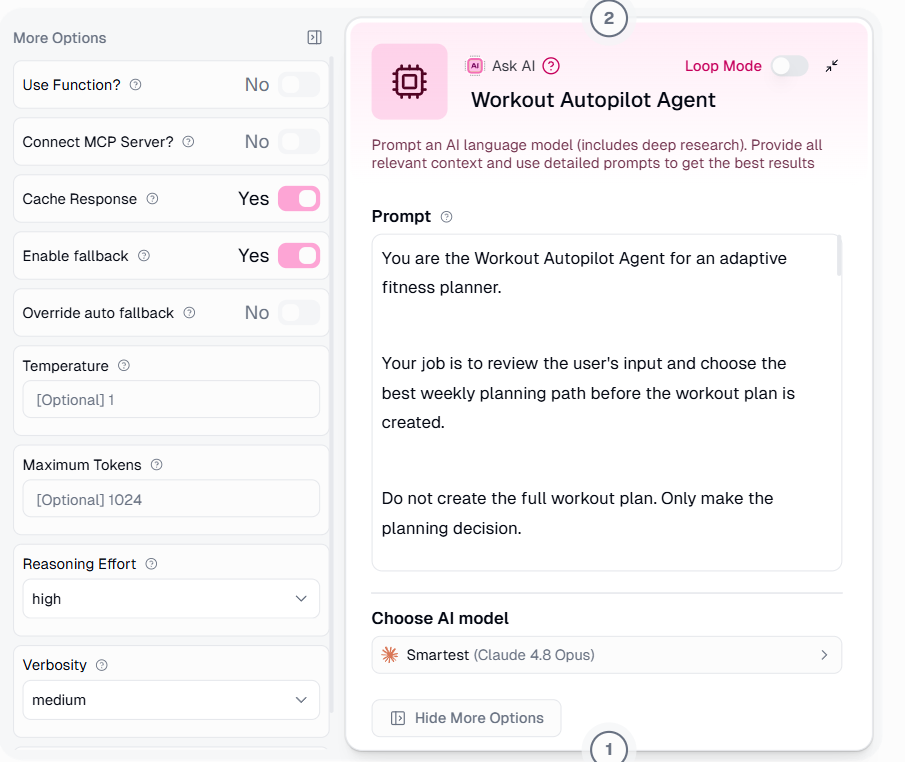 More Options
Use Function?
No
Connect MCP Server?
No
Cache Response
Yes
Enable fallback
Yes
Override auto fallback
No
Temperature
[Optional] 1
Maximum Tokens
[Optional] 1024
Reasoning Effort
high
Verbosity
medium
2
AI Ask AI
Loop Mode
Workout Autopilot Agent
Prompt an AI language model (includes deep research). Provide all
relevant context and use detailed prompts to get the best results
Prompt
You are the Workout Autopilot Agent for an adaptive
fitness planner.
Your job is to review the user's input and choose the
best weekly planning path before the workout plan is
created.
Do not create the full workout plan. Only make the
planning decision.
Choose AI model
Smartest (Claude 4.8 Opus)
Hide More Options
1